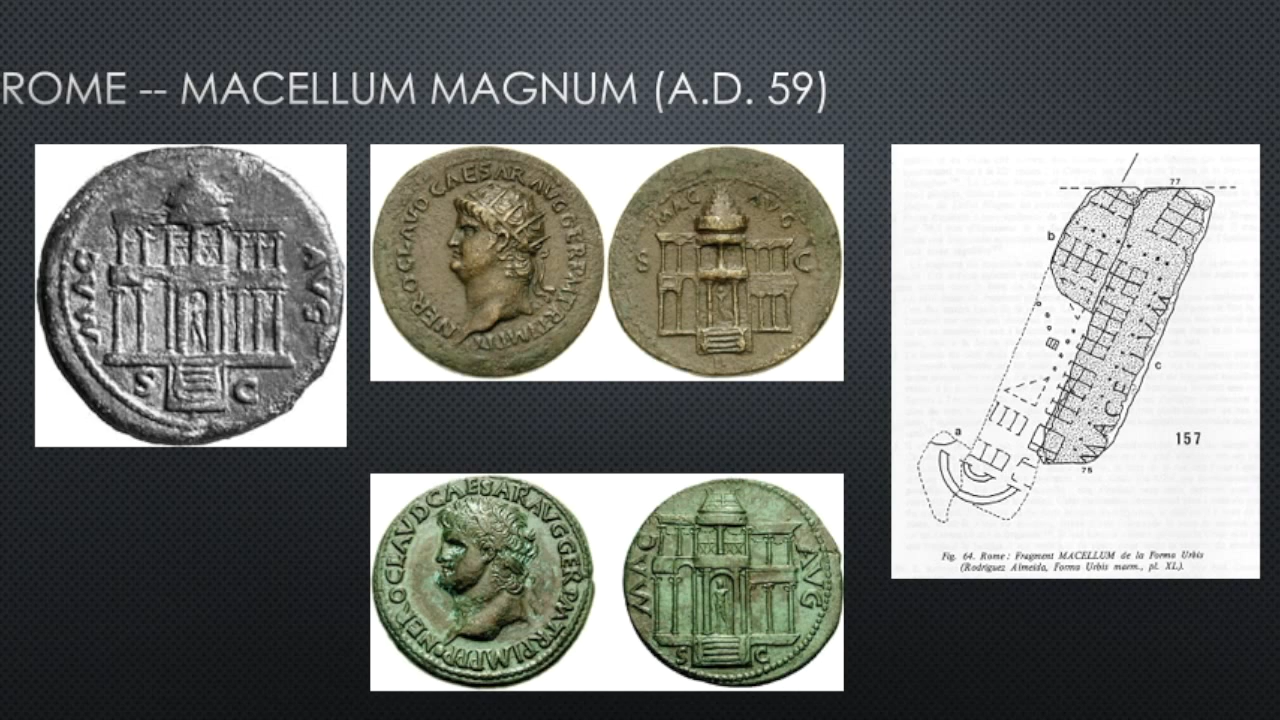 ROME -- MACELLUM MAGNUM (A.D. 59)
MAC AVG
S C
NERO CLAVD CAESAR AVG GER P M TR P IMP P P
MAC AVG
S C
NERO CLAVD CAESAR AVG GER P M TR P IMP P P
MAC AVG
S C
77
b
MACELLVM
c
a
75
157
Fig. 64. Rome: Fragment MACELLUM de la Forma Urbis
(Rodríguez Almeida, Forma Urbis marm., pl. XL).